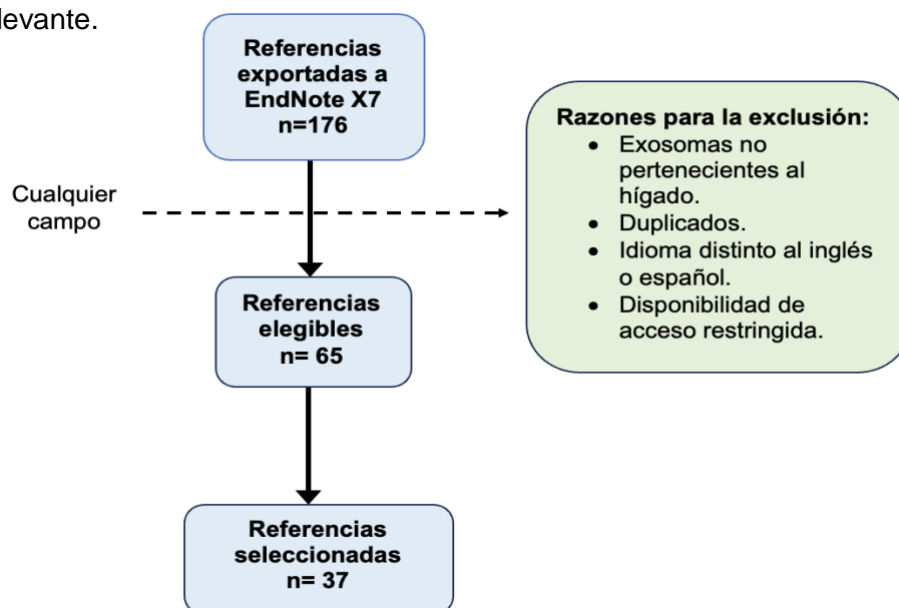 levante.
Referencias
exportadas a
EndNote X7
n=176
Cualquier
campo
Razones para la exclusión:
• Exosomas no
pertenecientes al
hígado.
• Duplicados.
• Idioma distinto al inglés
o español.
• Disponibilidad de
acceso restringida.
Referencias
elegibles
n= 65
Referencias
seleccionadas
n= 37